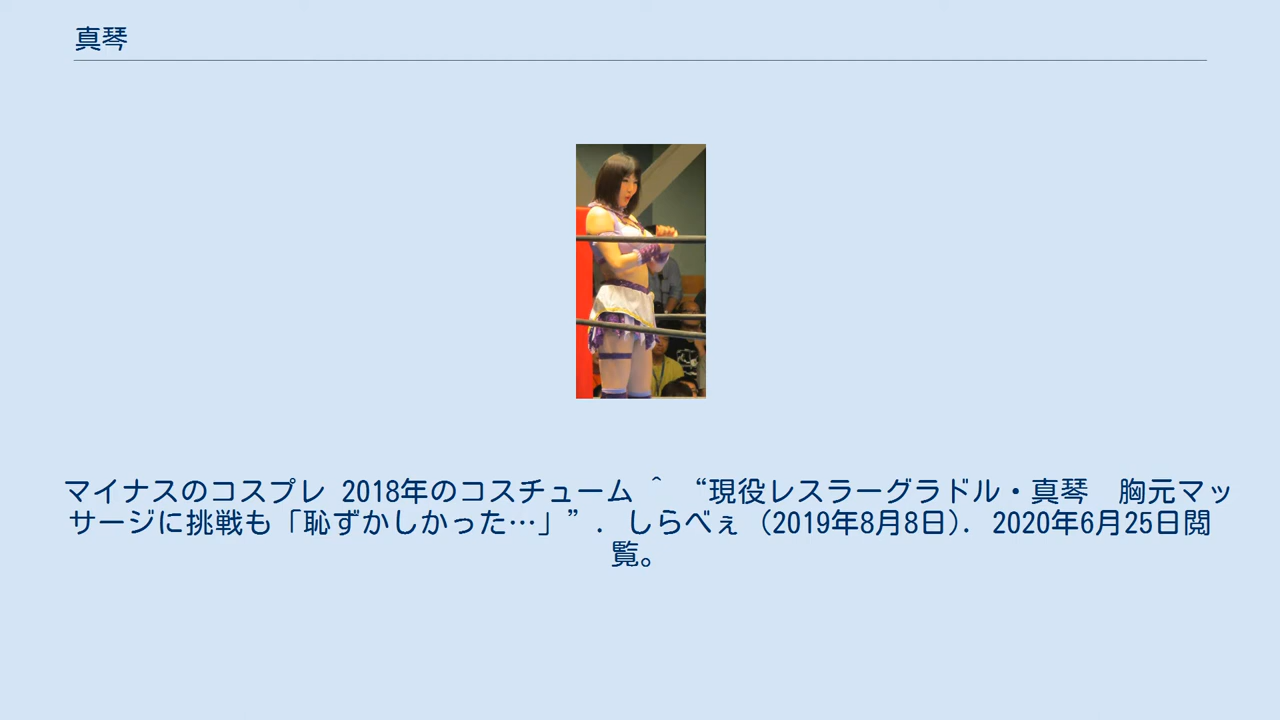 真琴
マイナスのコスプレ 2018年のコスチューム ^ “現役レスラーグラドル・真琴　胸元マッ
サージに挑戦も「恥ずかしかった…」”. しらべぇ (2019年8月8日). 2020年6月25日閲
覧。